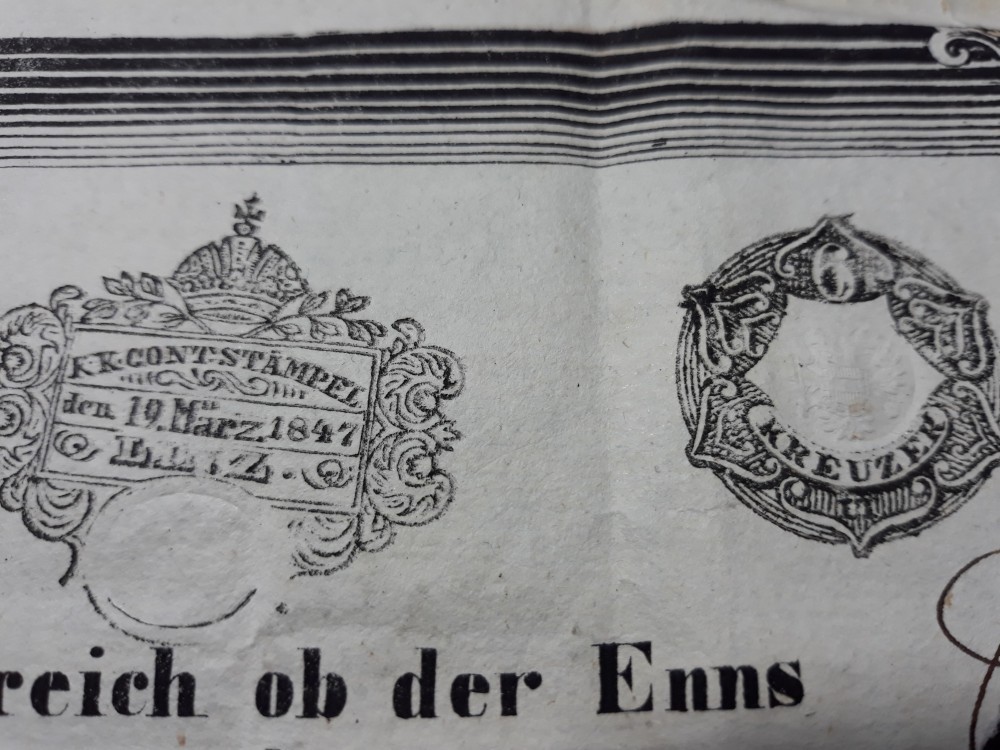 K.K.CONT.STÄMPEL
den 19. März. 1847
LINZ.
6
KREUZER
reich ob der Enns